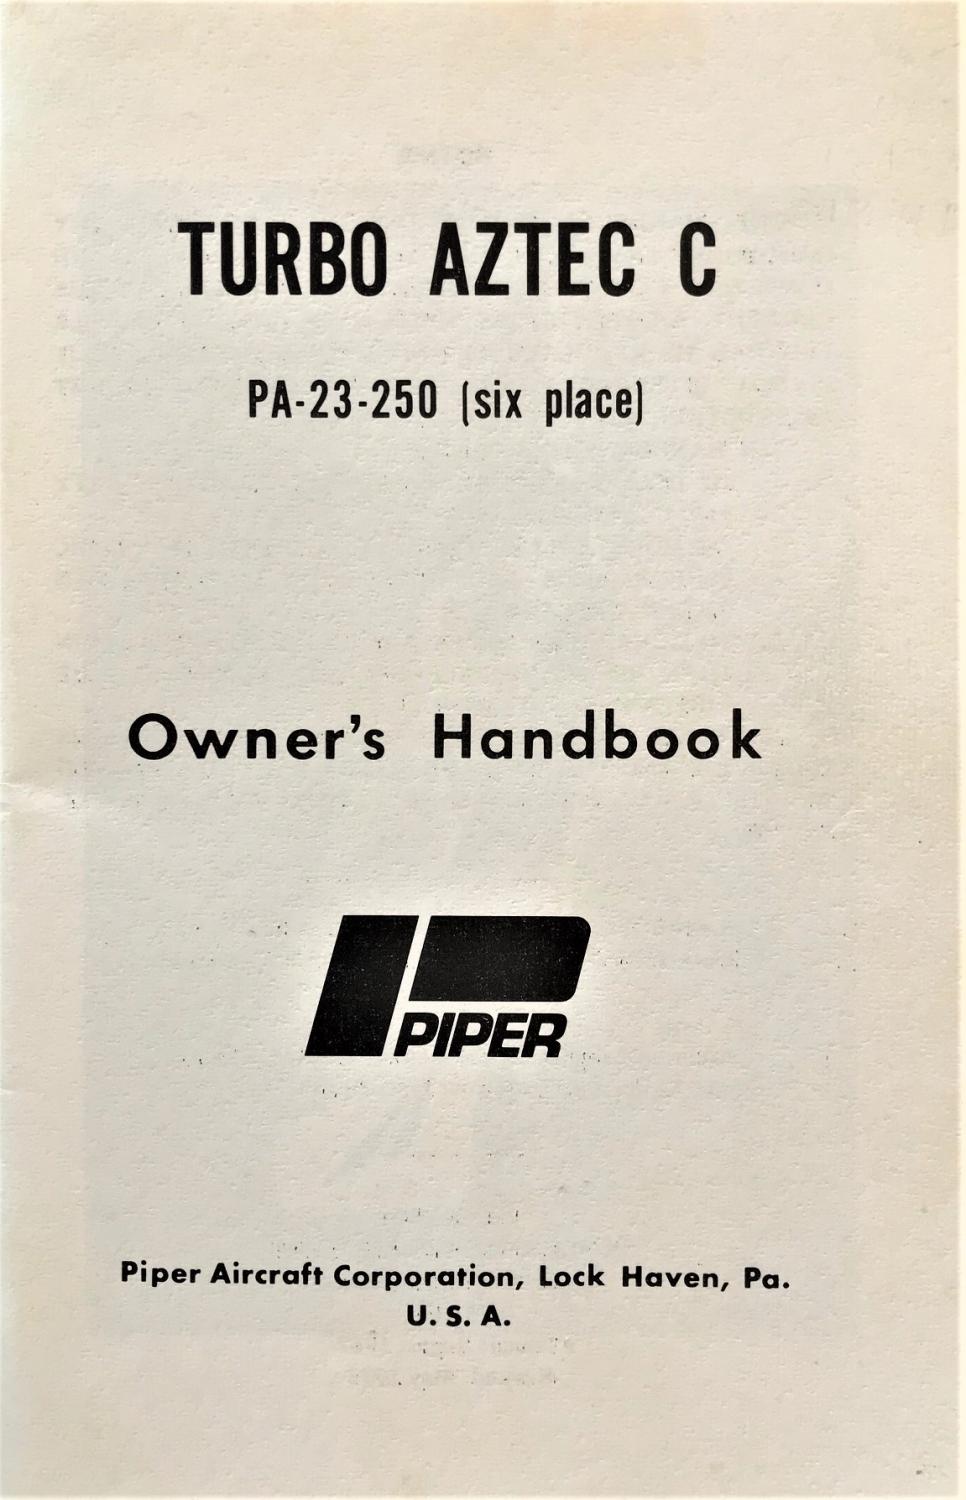 TURBO AZTEC C
PA-23-250 (six place)
Owner's Handbook
PIPER
Piper Aircraft Corporation, Lock Haven, Pa.
U. S. A.